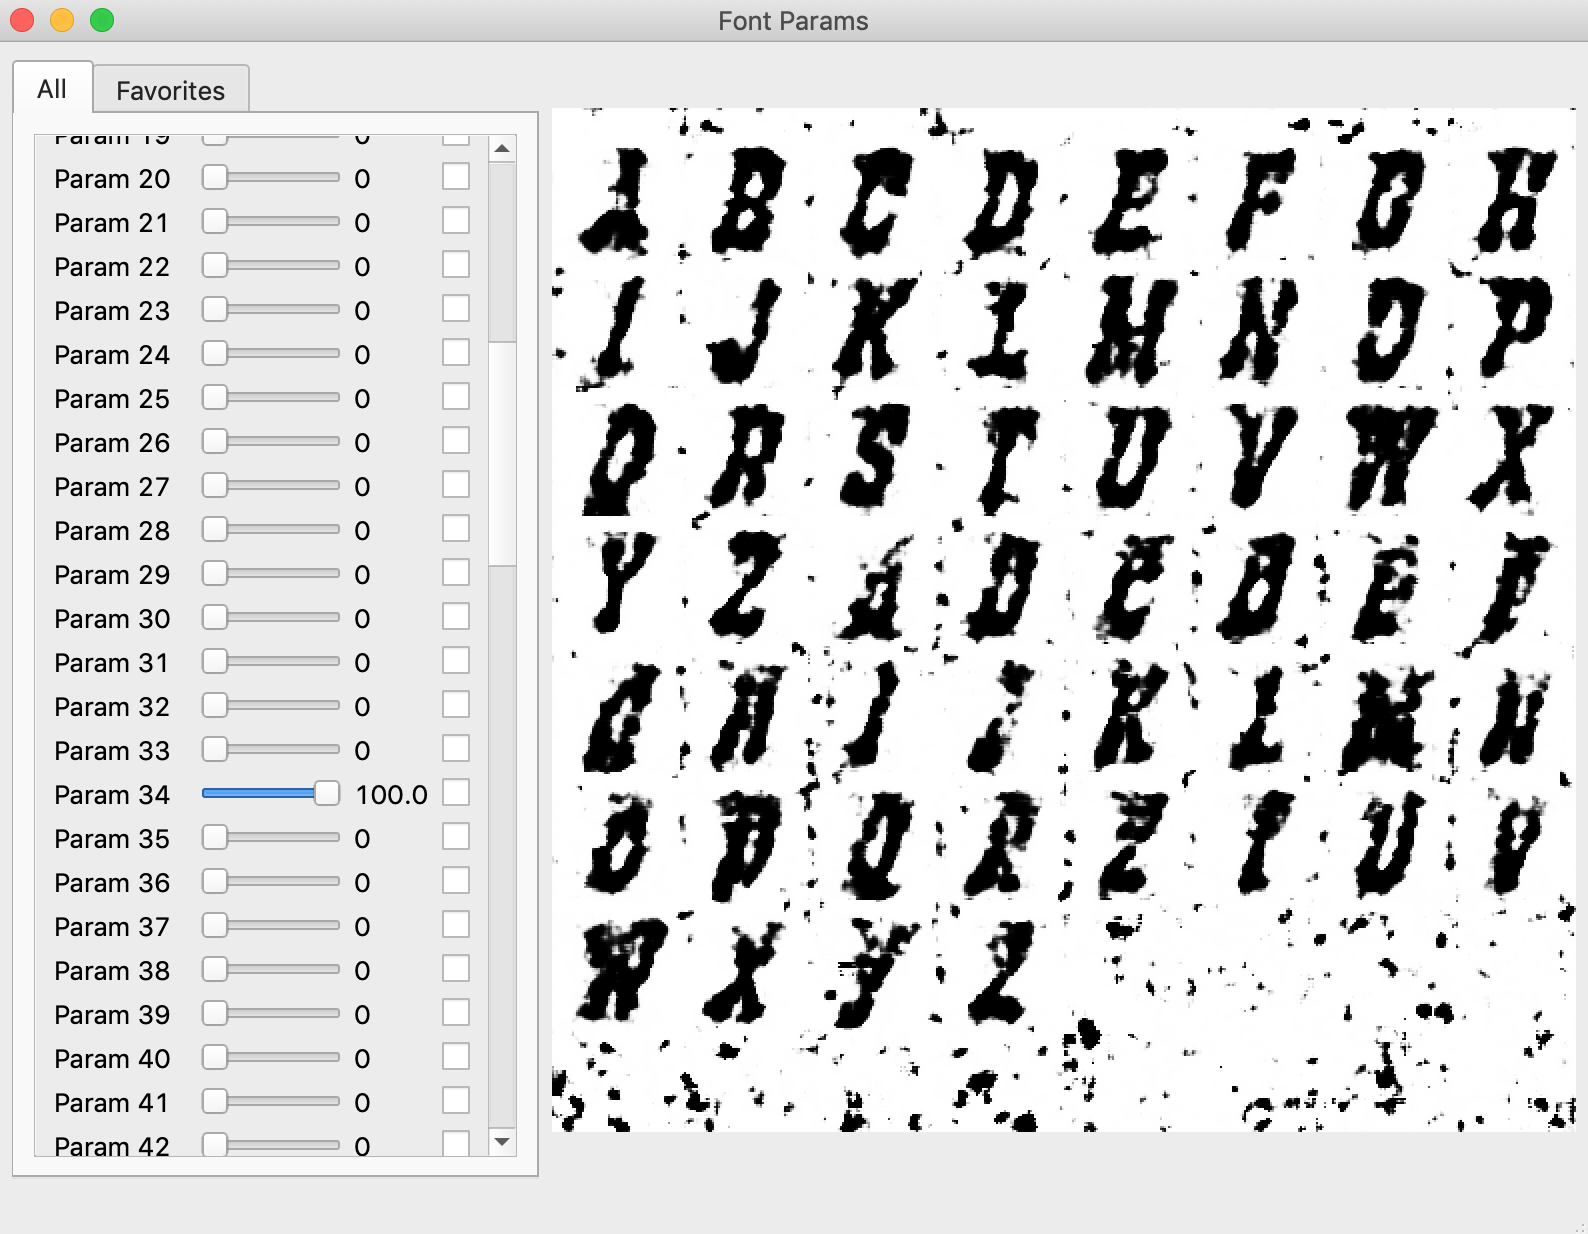 Font Params
All Favorites
Param 19 0
Param 20 0
Param 21 0
Param 22 0
Param 23 0
Param 24 0
Param 25 0
Param 26 0
Param 27 0
Param 28 0
Param 29 0
Param 30 0
Param 31 0
Param 32 0
Param 33 0
Param 34 100.0
Param 35 0
Param 36 0
Param 37 0
Param 38 0
Param 39 0
Param 40 0
Param 41 0
Param 42 0
A B C D E F G H
I J K L M N O P
Q R S T U V W X
Y Z